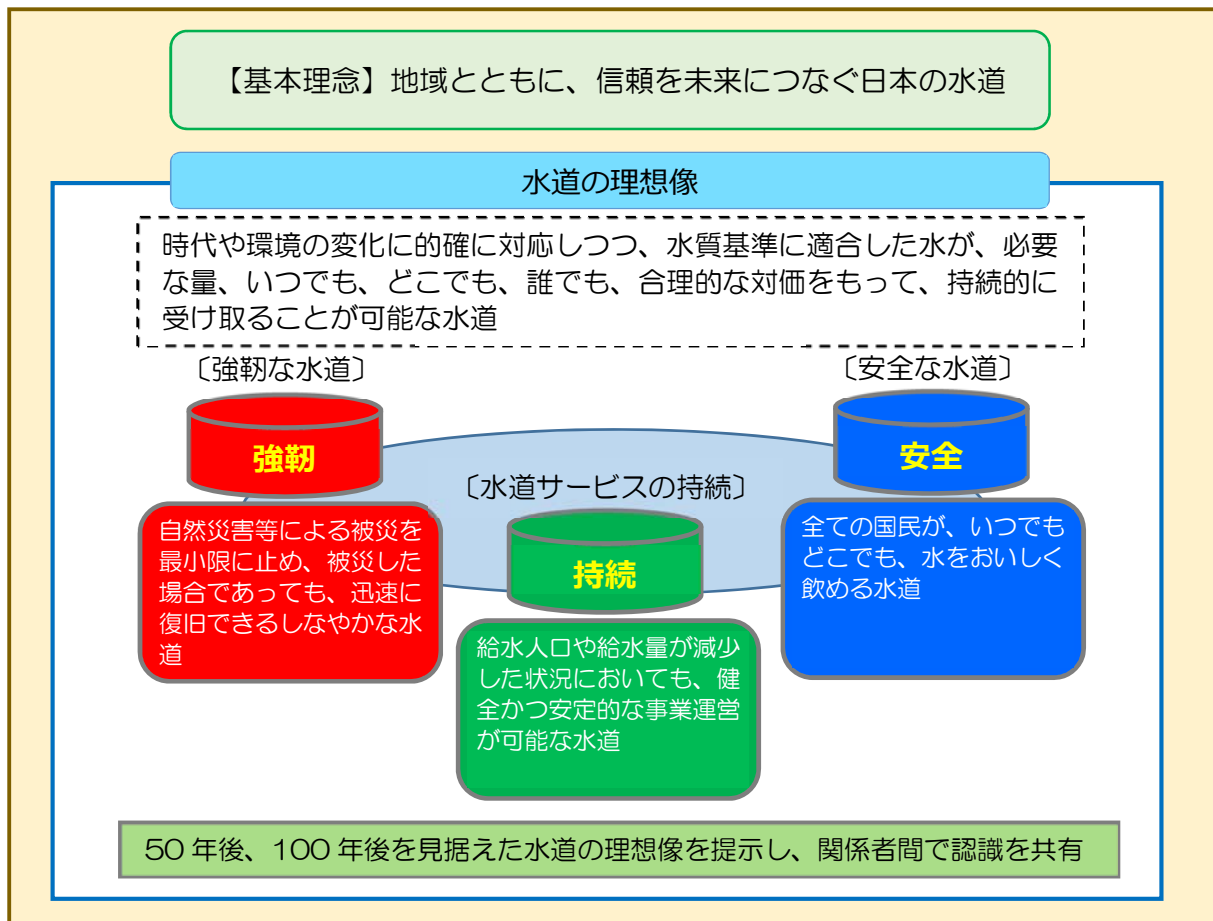 【基本理念】地域とともに、信頼を未来につなぐ日本の水道
水道の理想像
時代や環境の変化に的確に対応しつつ、水質基準に適合した水が、必要
な量、いつでも、どこでも、誰でも、合理的な対価をもって、持続的に
受け取ることが可能な水道
〔強靭な水道〕
強靭
自然災害等による被災を
最小限に止め、被災した
場合であっても、迅速に
復旧できるしなやかな水
道
〔安全な水道〕
安全
全ての国民が、いつでも
どこでも、水をおいしく
飲める水道
〔水道サービスの持続〕
持続
給水人口や給水量が減少
した状況においても、健
全かつ安定的な事業運営
が可能な水道
50 年後、100 年後を見据えた水道の理想像を提示し、関係者間で認識を共有